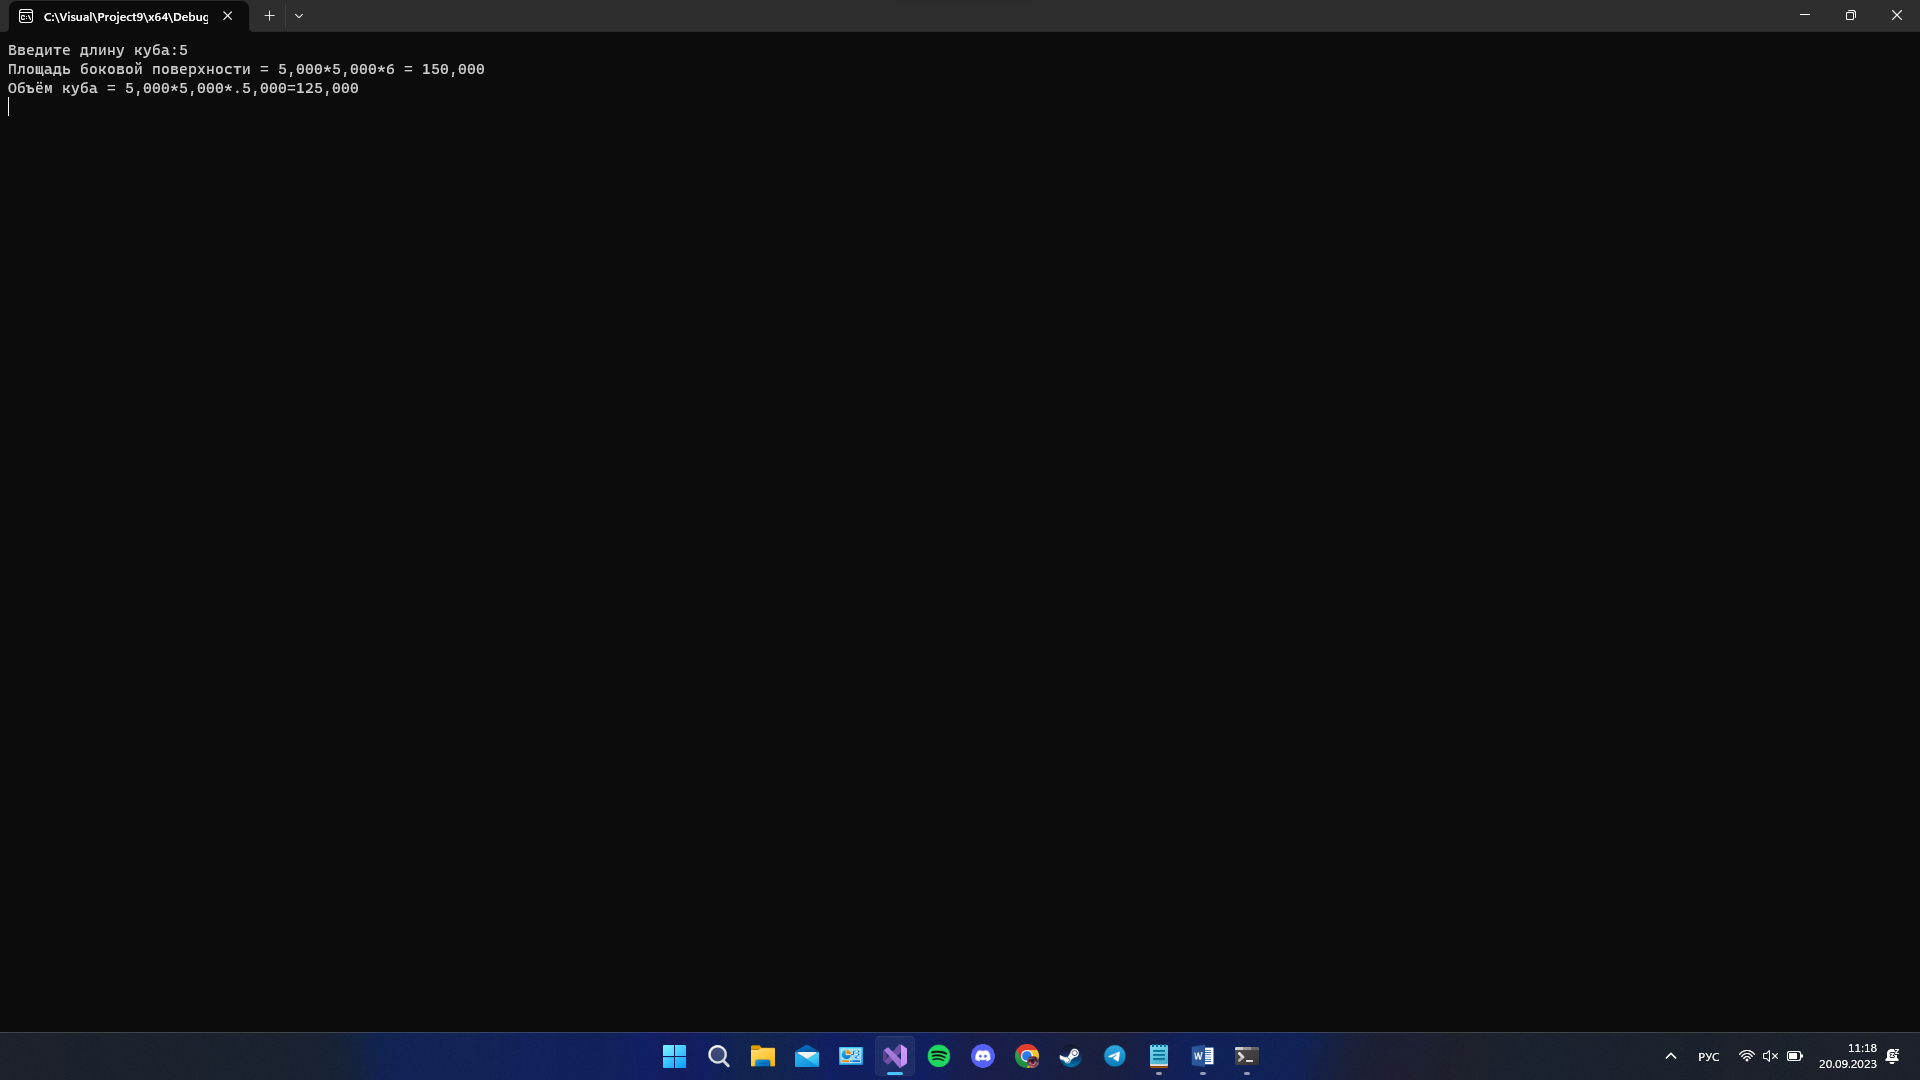 C:\Visual\Project9\x64\Debug
Введите длину куба:5
Площадь боковой поверхности = 5,000*5,000*6 = 150,000
Объём куба = 5,000*5,000*.5,000=125,000
РУС
11:18
20.09.2023